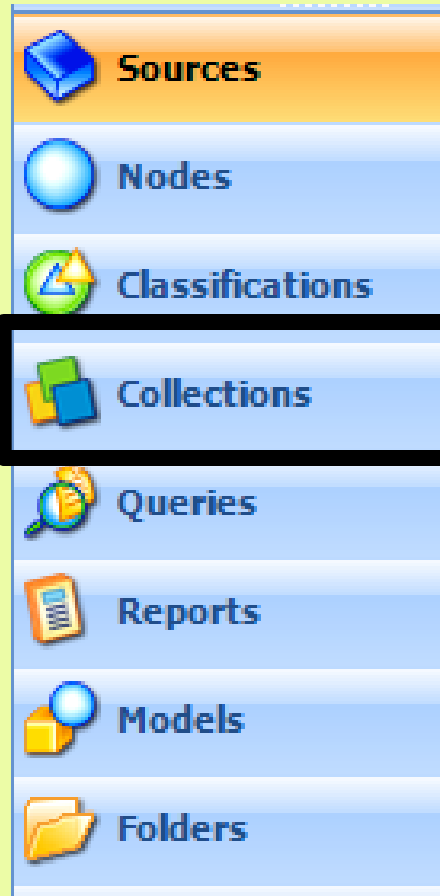 Sources
Nodes
Classifications
Collections
Queries
Reports
Models
Folders